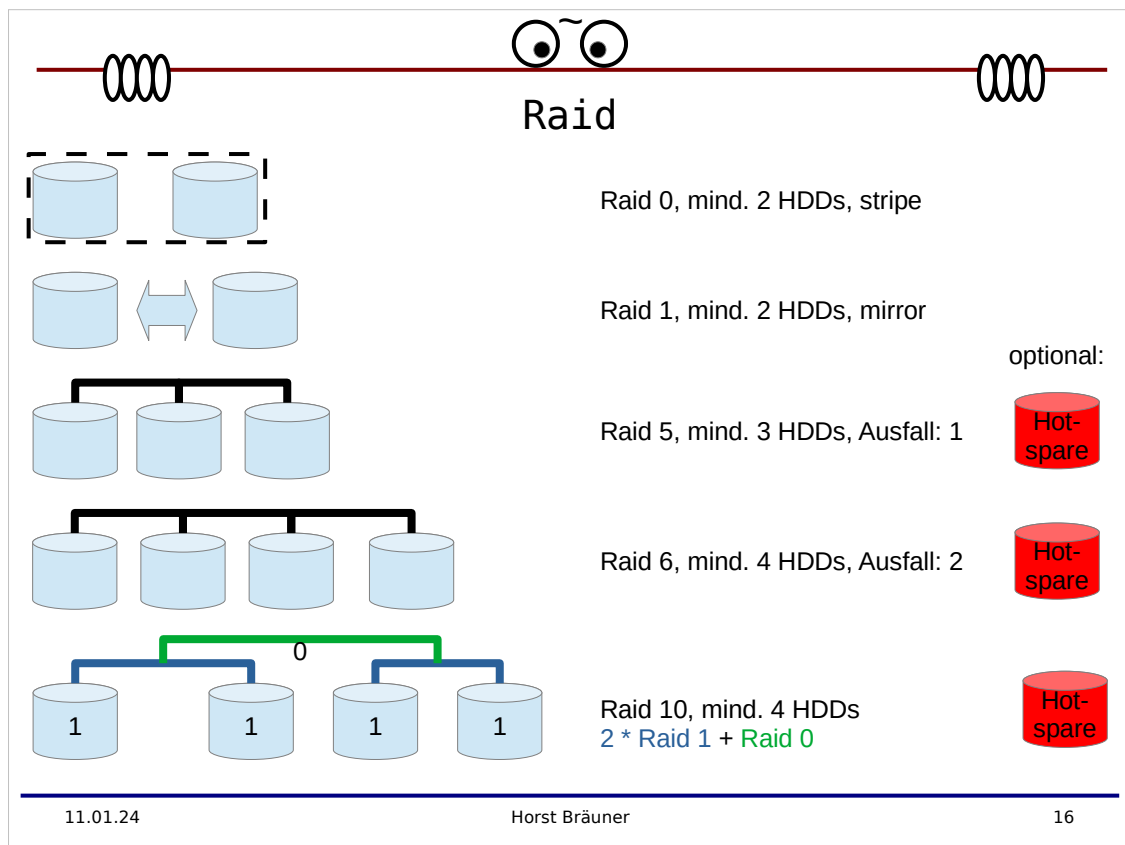 ~
Raid
Raid 0, mind. 2 HDDs, stripe
Raid 1, mind. 2 HDDs, mirror
optional:
Raid 5, mind. 3 HDDs, Ausfall: 1
Hot-
spare
Raid 6, mind. 4 HDDs, Ausfall: 2
Hot-
spare
0
1 1 1 1
Raid 10, mind. 4 HDDs
2 * Raid 1 + Raid 0
Hot-
spare
11.01.24 Horst Bräuner 16